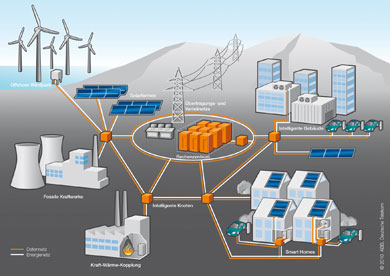 Offshore Windpark
Solarfarmen
Übertragungs- und
Verteilnetze
Intelligente Gebäude
Rechenzentrum
Fossile Kraftwerke
Intelligente Knoten
Smart Homes
Kraft-Wärme-Kopplung
Datennetz
Energienetz
© 2010 AGEL Deutsche Telekom